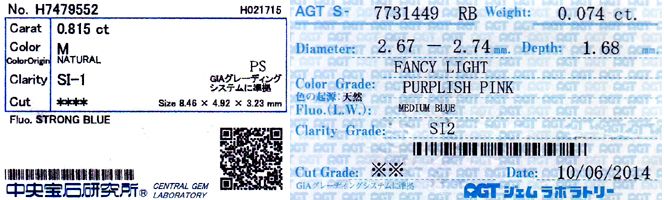 No. H7479552 H021715
Carat 0.815 ct
Color M
ColorOrigin NATURAL
PS
Clarity SI-1
GIAグレーディング
システムに準拠
Cut ****
Size 8.46 × 4.92 × 3.23 mm
Fluo. STRONG BLUE
中央宝石研究所® CENTRAL GEM
LABORATORY
AGT S- 7731449 RB Weight: 0.074 ct.
Diameter: 2.67 - 2.74 mm. Depth: 1.68 mm.
FANCY LIGHT
Color Grade: PURPLISH PINK
色の起源: 天然
Fluo.(L.W.): MEDIUM BLUE
Clarity Grade: SI2
Cut Grade: ※※ Date: 10/06/2014
GIAグレーディングシステムに準拠
AGT ジェムラボラトリー